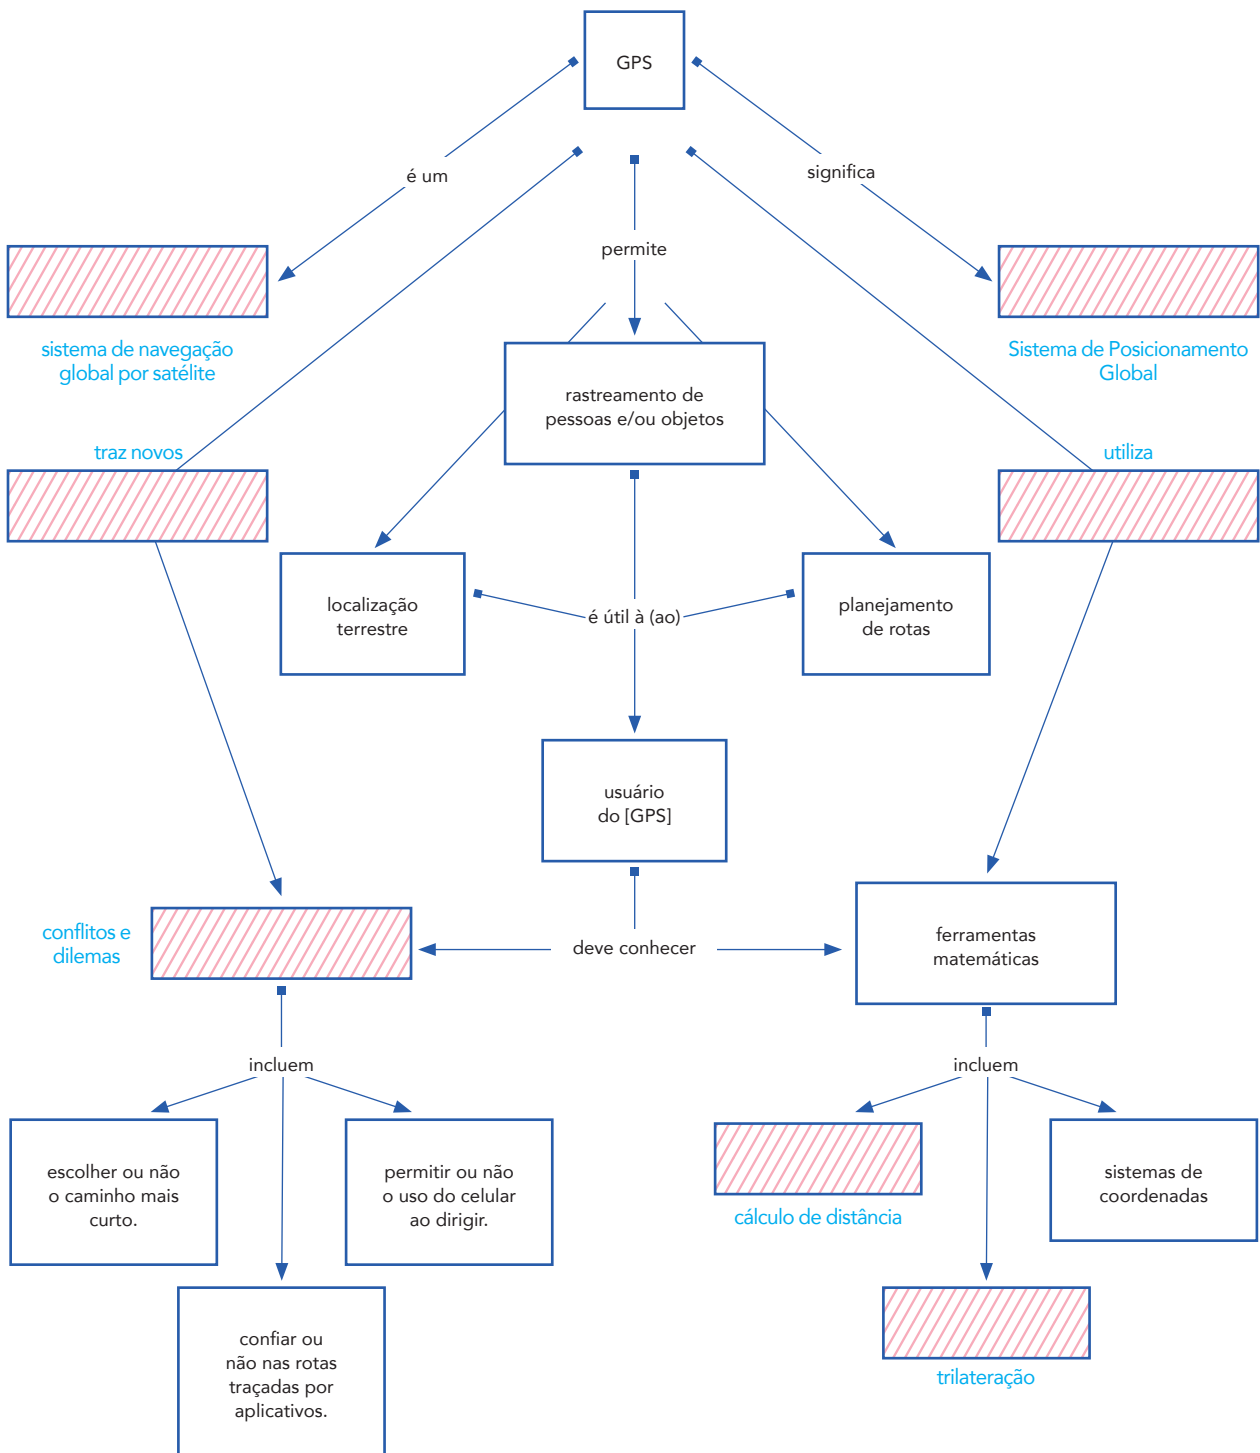 GPS
é um
significa
permite
sistema de navegação
global por satélite
Sistema de Posicionamento
Global
rastreamento de
pessoas e/ou objetos
traz novos
utiliza
localização
terrestre
é útil à (ao)
planejamento
de rotas
usuário
do [GPS]
conflitos e
dilemas
deve conhecer
ferramentas
matemáticas
incluem
incluem
escolher ou não
o caminho mais
curto.
permitir ou não
o uso do celular
ao dirigir.
cálculo de distância
sistemas de
coordenadas
confiar ou
não nas rotas
traçadas por
aplicativos.
trilateração